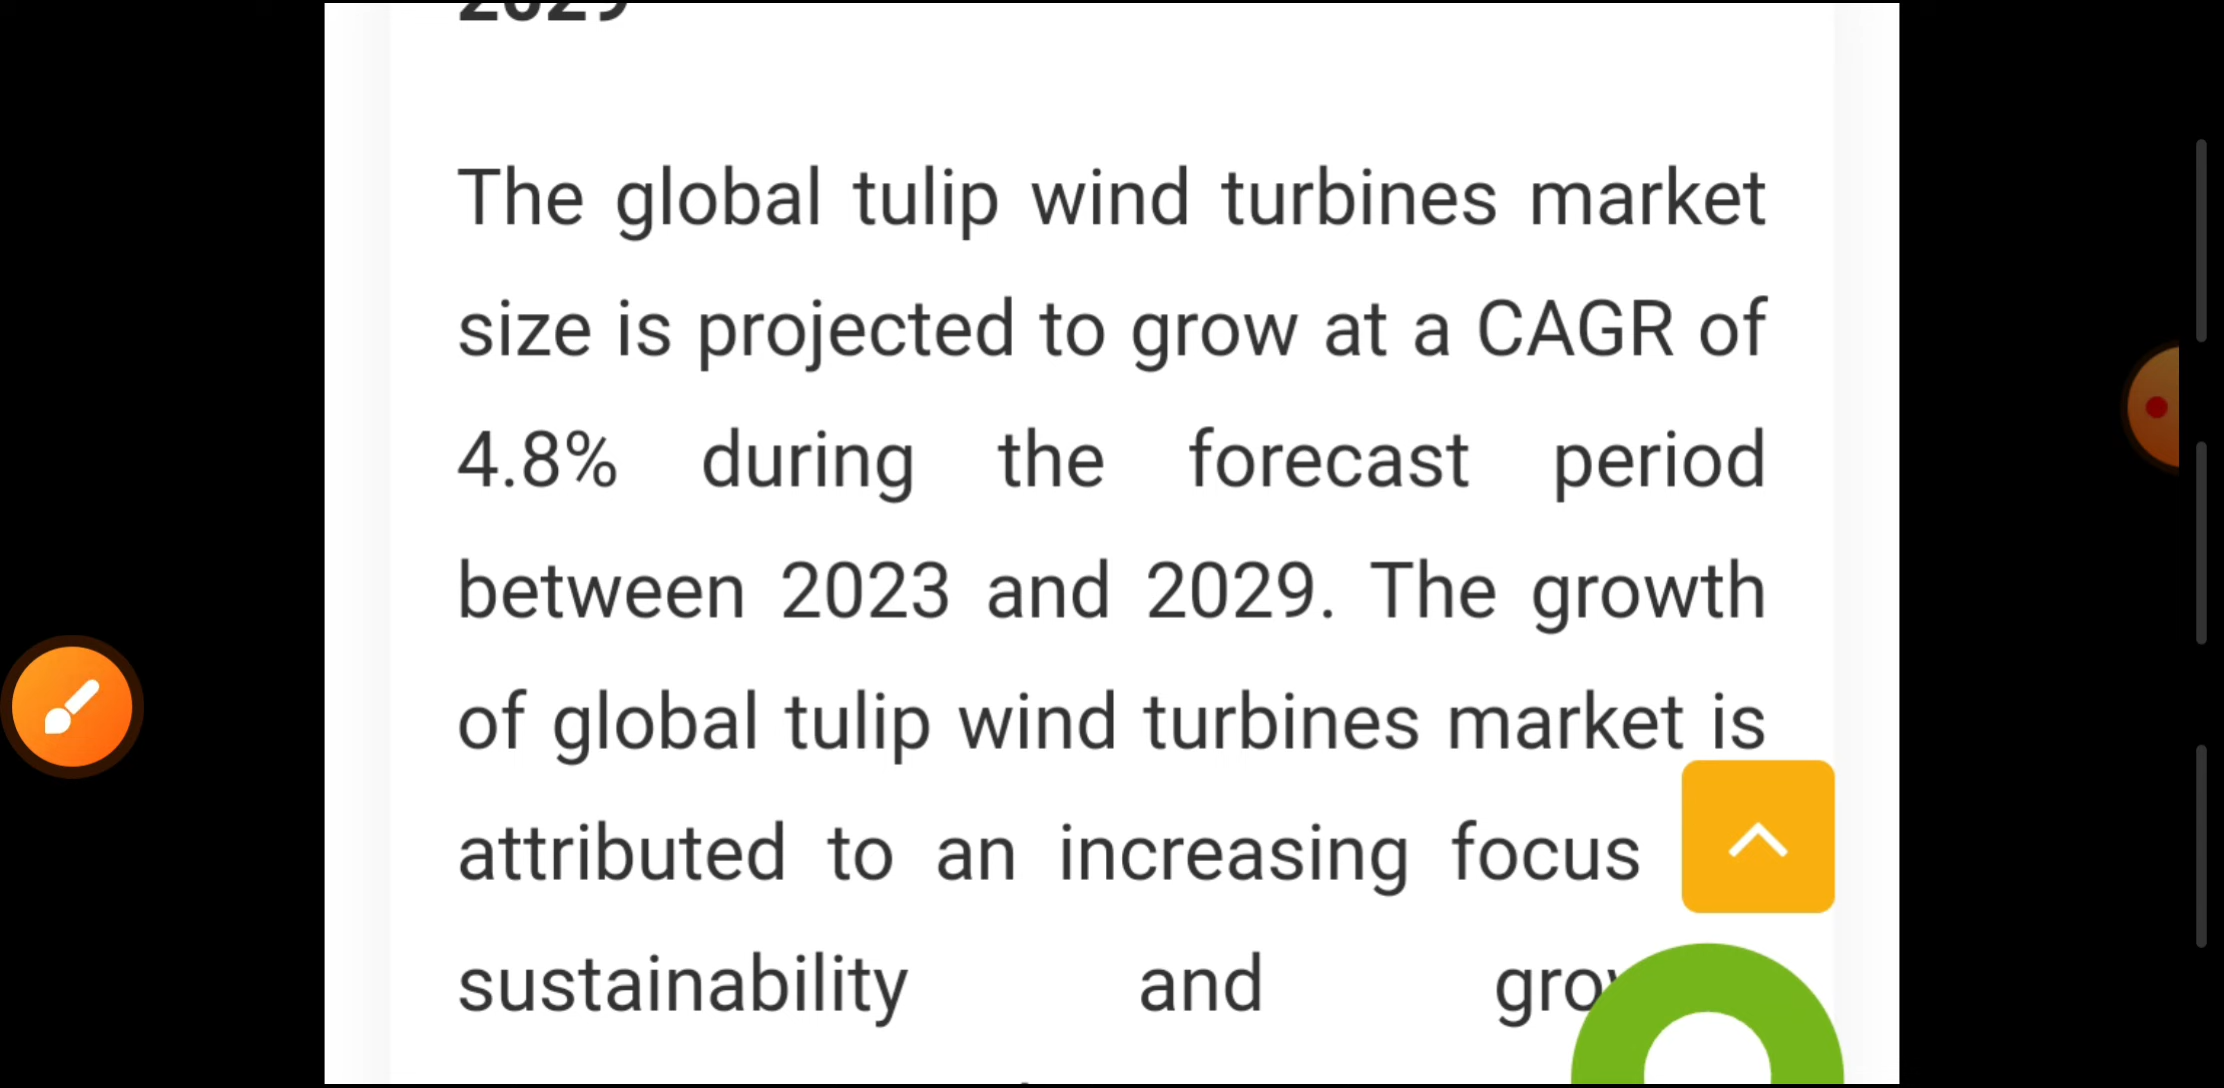 2029
The global tulip wind turbines market
size is projected to grow at a CAGR of
4.8% during the forecast period
between 2023 and 2029. The growth
of global tulip wind turbines market is
attributed to an increasing focus
sustainability and